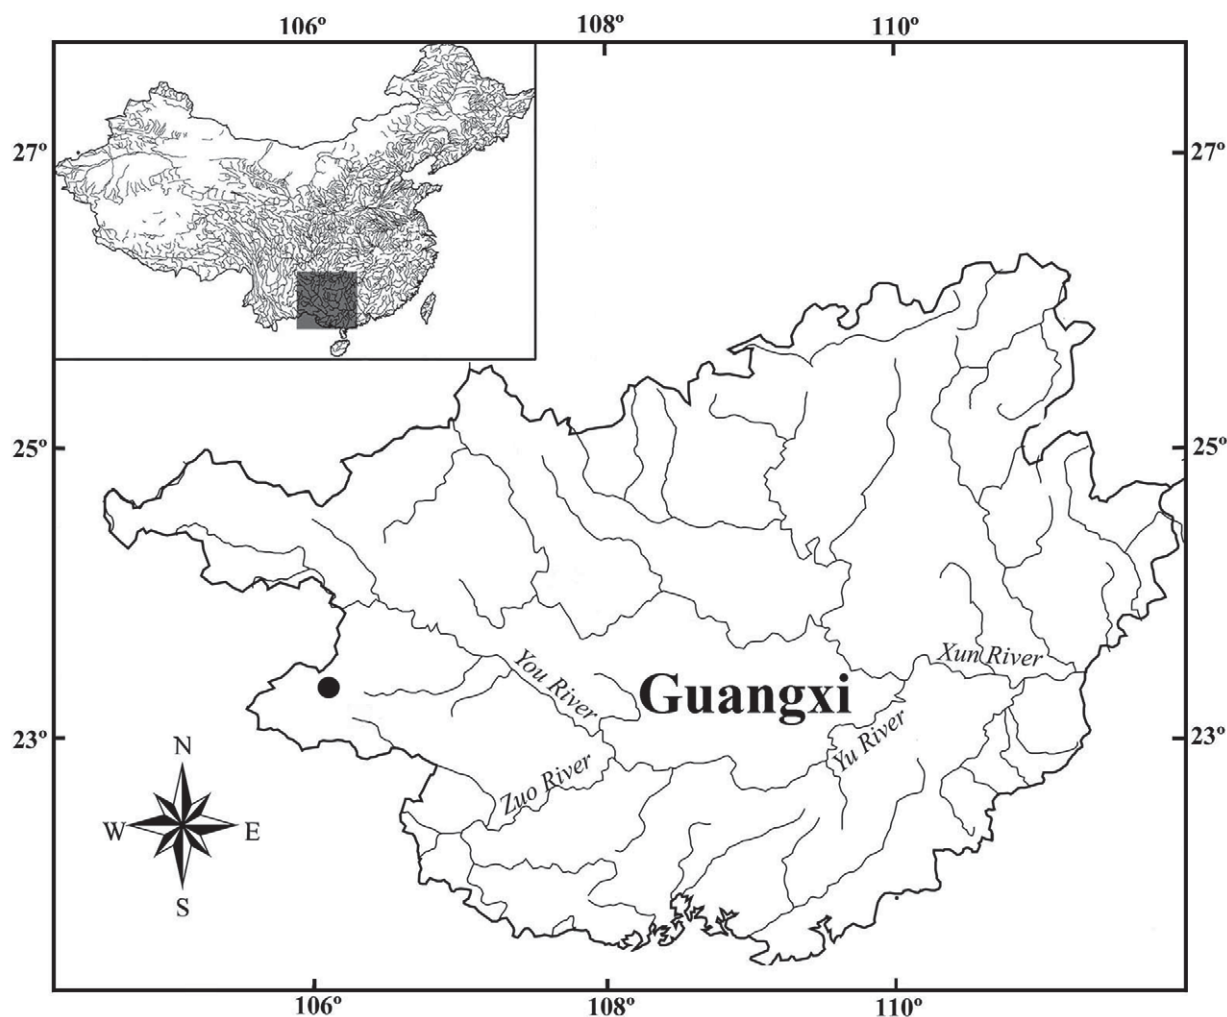 106º
108º
110º
27º
27º
25º
25º
You River
Xun River
Guangxi
23º
23º
Zuo River
Yu River
N
W
E
S
106º
108º
110º